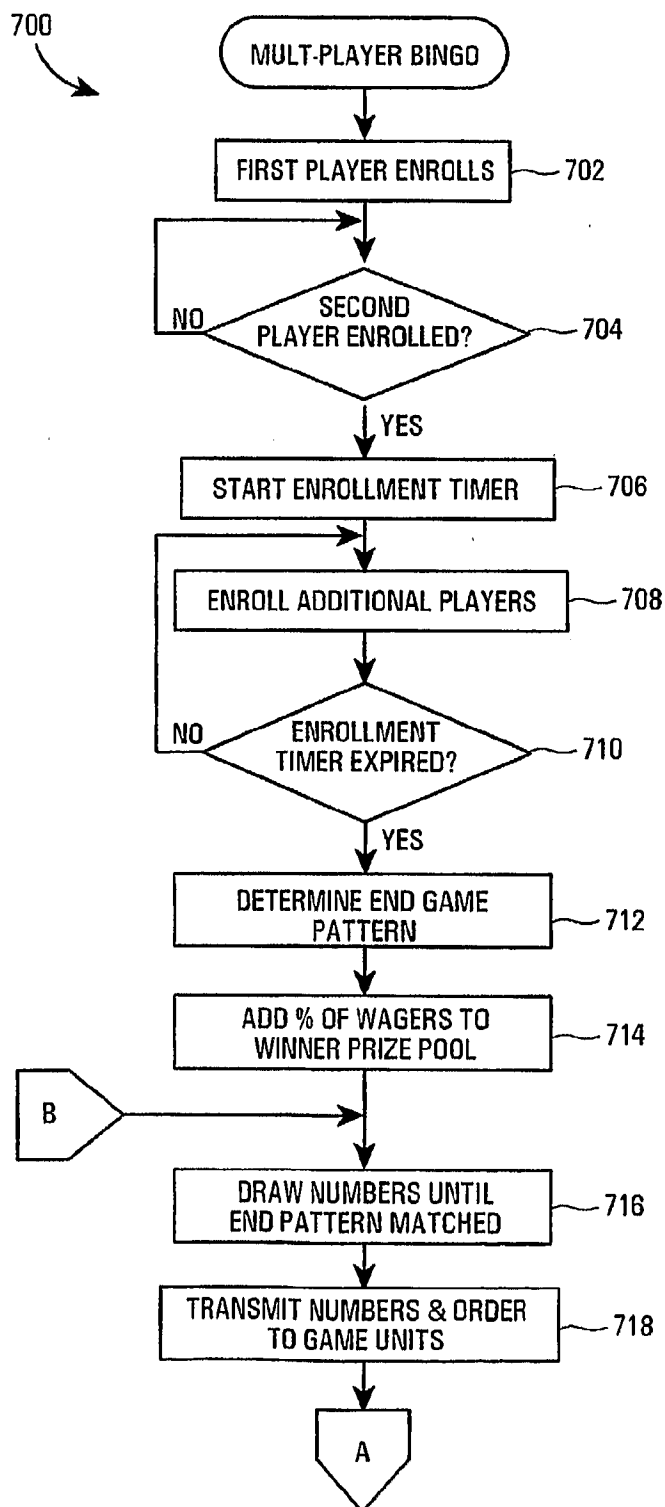 700
MULT-PLAYER BINGO
FIRST PLAYER ENROLLS
702
SECOND
PLAYER ENROLLED?
704
NO
YES
START ENROLLMENT TIMER
706
ENROLL ADDITIONAL PLAYERS
708
NO
ENROLLMENT
TIMER EXPIRED?
710
YES
DETERMINE END GAME
PATTERN
712
ADD % OF WAGERS TO
WINNER PRIZE POOL
714
B
DRAW NUMBERS UNTIL
END PATTERN MATCHED
716
TRANSMIT NUMBERS & ORDER
TO GAME UNITS
718
A